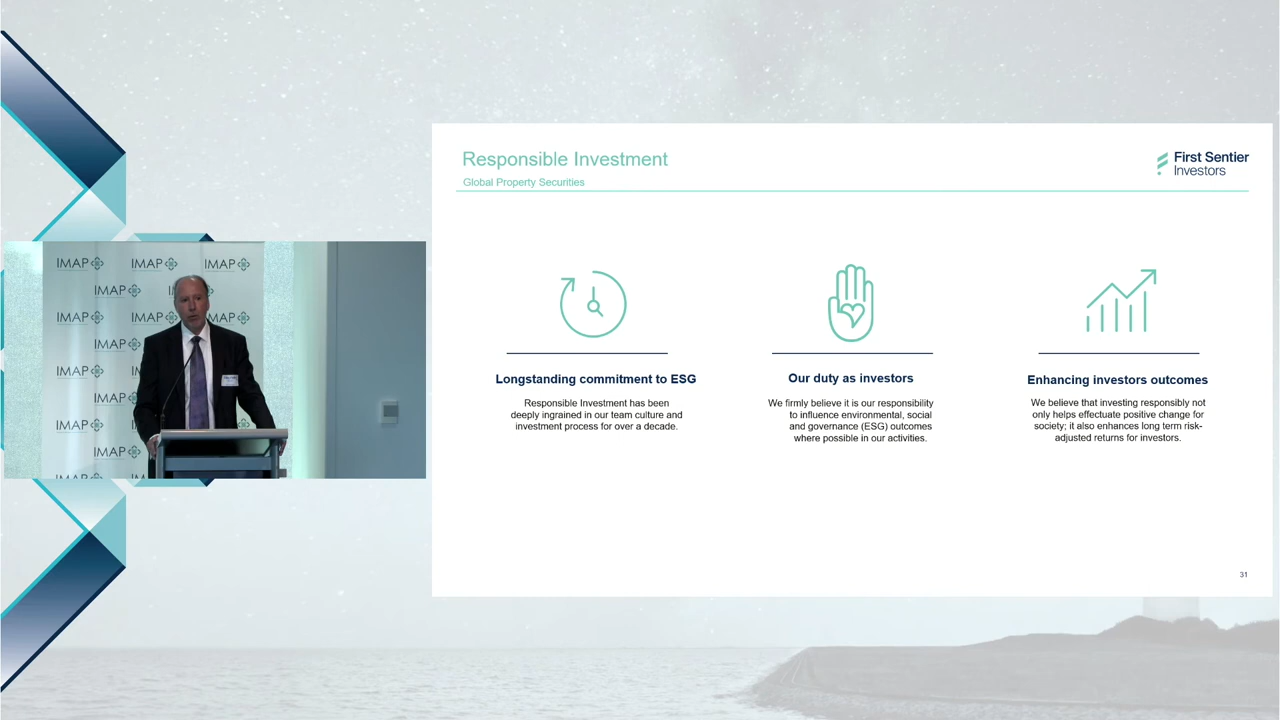 Responsible Investment
Global Property Securities
First Sentier
Investors
Longstanding commitment to ESG
Responsible Investment has been
deeply ingrained in our team culture and
investment process for over a decade.
Our duty as investors
We firmly believe it is our responsibility
to influence environmental, social
and governance (ESG) outcomes
where possible in our activities.
Enhancing investors outcomes
We believe that investing responsibly not
only helps effectuate positive change for
society; it also enhances long term risk-
adjusted returns for investors.
31
IMAP IMAP IMAP
IMAP
IMAP IMAP IMAP
IMAP
IMAP
IMAP
IMAP
IMAP
IMAP